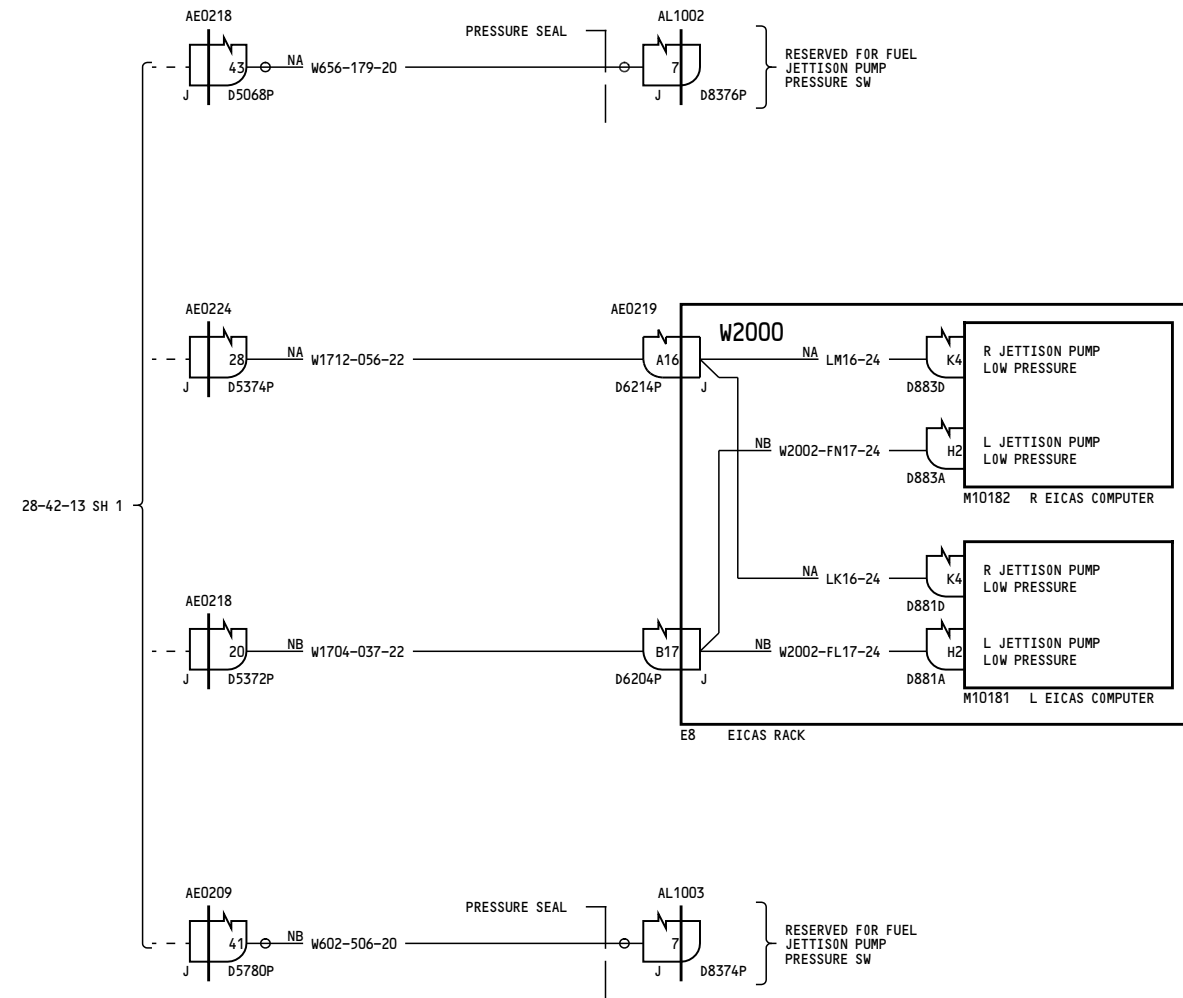 AE0218
AL1002
PRESSURE SEAL
43
NA W656-179-20
7
RESERVED FOR FUEL
JETTISON PUMP
PRESSURE SW
J D5068P
J D8376P
AE0224
AE0219
W2000
28
NA W1712-056-22
A16
NA LM16-24
K4
R JETTISON PUMP
LOW PRESSURE
J D5374P
D6214P J
D883D
NB W2002-FN17-24
H2
L JETTISON PUMP
LOW PRESSURE
D883A
M10182 R EICAS COMPUTER
28-42-13 SH 1
NA LK16-24
K4
R JETTISON PUMP
LOW PRESSURE
D881D
AE0218
20
NB W1704-037-22
B17
NB W2002-FL17-24
H2
L JETTISON PUMP
LOW PRESSURE
J D5372P
D6204P J
D881A
M10181 L EICAS COMPUTER
E8 EICAS RACK
AE0209
AL1003
PRESSURE SEAL
41
NB W602-506-20
7
RESERVED FOR FUEL
JETTISON PUMP
PRESSURE SW
J D5780P
J D8374P